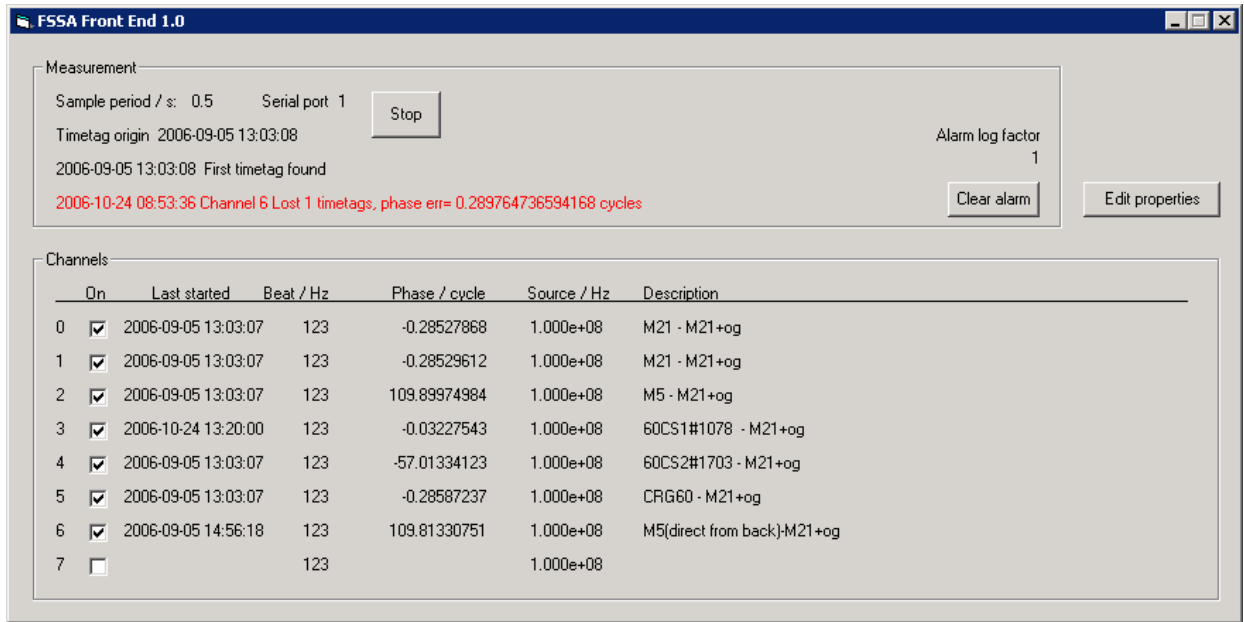 FSSA Front End 1.0
Measurement
Sample period / s: 0.5 Serial port 1
Stop
Timetag origin 2006-09-05 13:03:08
Alarm log factor
1
2006-09-05 13:03:08 First timetag found
2006-10-24 08:53:36 Channel 6 Lost 1 timetags, phase err= 0.289764736594168 cycles
Clear alarm
Edit properties
Channels
On Last started Beat / Hz Phase / cycle Source / Hz Description
0 2006-09-05 13:03:07 123 -0.28527868 1.000e+08 M21 - M21+og
1 2006-09-05 13:03:07 123 -0.28529612 1.000e+08 M21 - M21+og
2 2006-09-05 13:03:07 123 109.89974984 1.000e+08 M5 - M21+og
3 2006-10-24 13:20:00 123 -0.03227543 1.000e+08 60CS1#1078 - M21+og
4 2006-09-05 13:03:07 123 -57.01334123 1.000e+08 60CS2#1703 - M21+og
5 2006-09-05 13:03:07 123 -0.28587237 1.000e+08 CRG60 - M21+og
6 2006-09-05 14:56:18 123 109.81330751 1.000e+08 M5(direct from back)-M21+og
7 123 1.000e+08